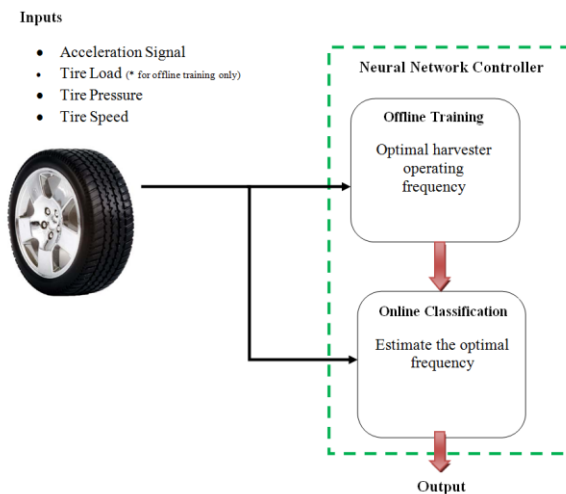 Inputs
• Acceleration Signal
• Tire Load (* for offline training only)
• Tire Pressure
• Tire Speed
Neural Network Controller
Offline Training
Optimal harvester
operating
frequency
Online Classification
Estimate the optimal
frequency
Output